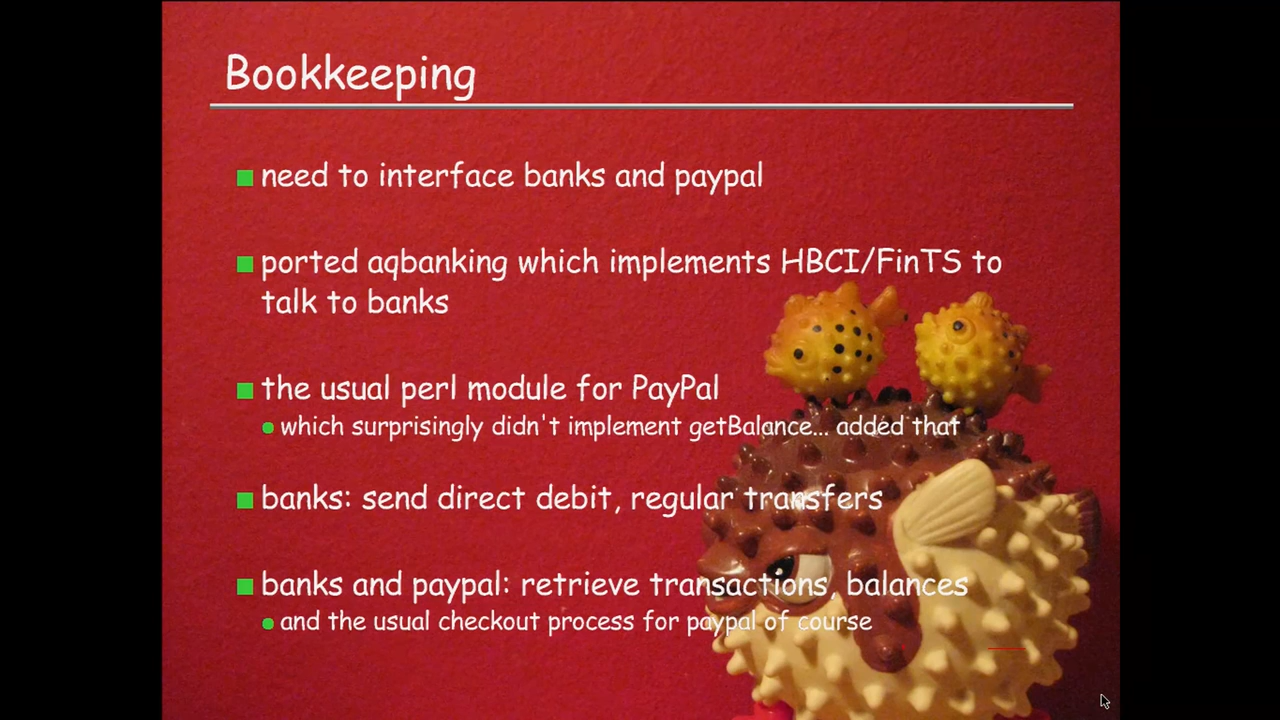 Bookkeeping
need to interface banks and paypal
ported aqbanking which implements HBCI/FinTS to
talk to banks
the usual perl module for PayPal
which surprisingly didn't implement getBalance... added that
banks: send direct debit, regular transfers
banks and paypal: retrieve transactions, balances
and the usual checkout process for paypal of course